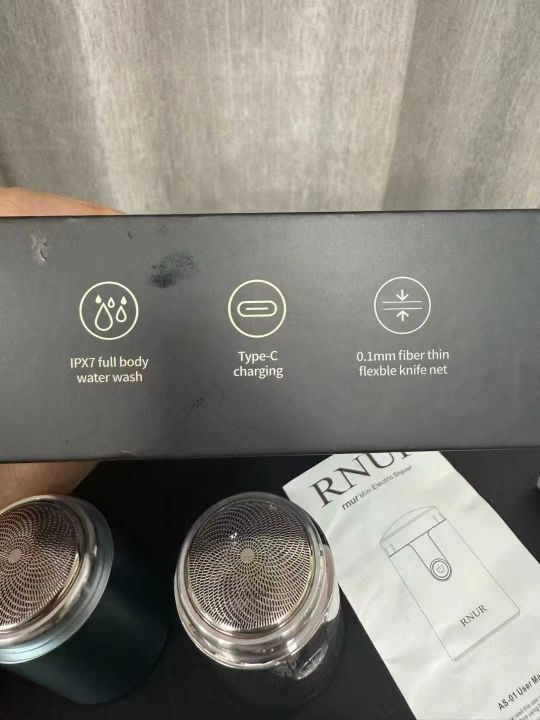 IPX7 full body
water wash
Type-C
charging
0.1mm fiber thin
flexble knife net
RNUR
rnur Mini Electric Shaver
RNUR
AS-01 User Ma